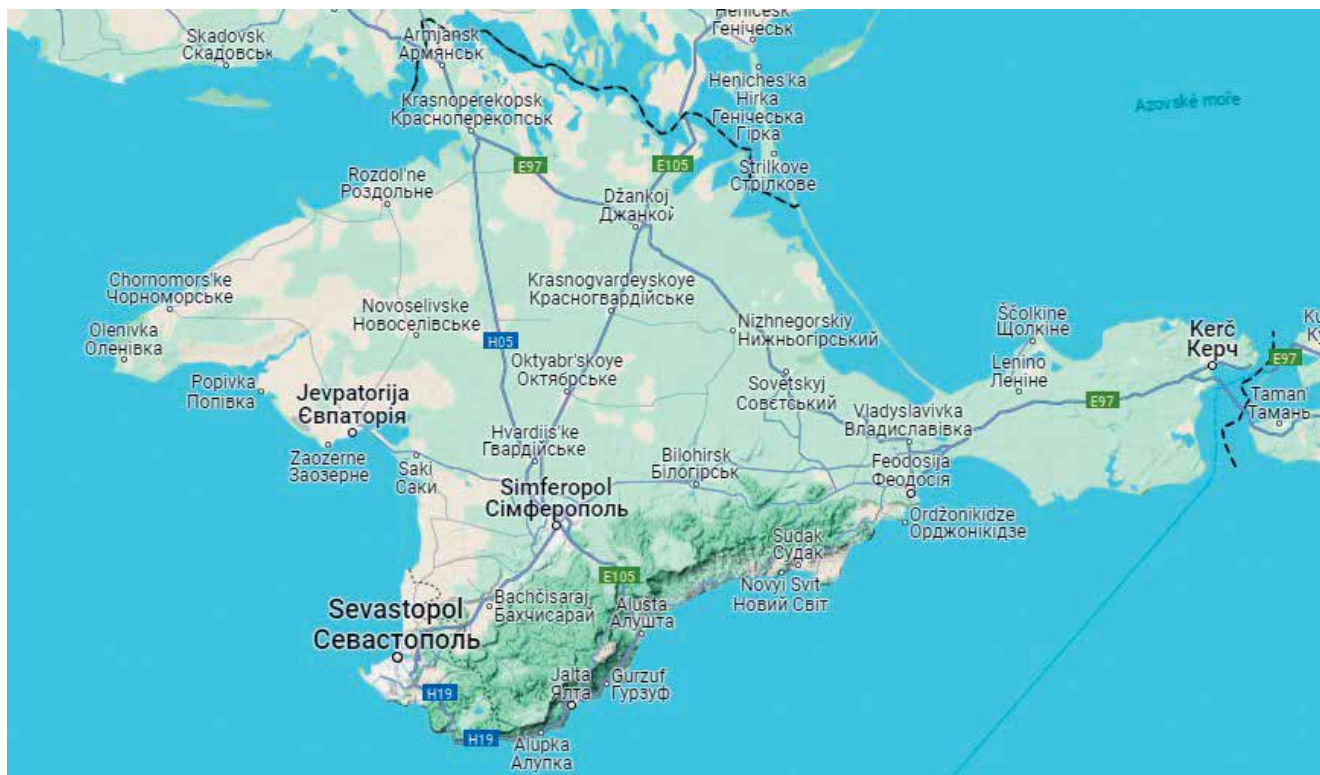 Skadovsk
Скадовськ
Armjansk
Армянськ
Heničesk
Генічеськ
Heniches'ka
Hirka
Генічеська
Гірка
Azovské moře
Krasnoperekopsk
Красноперекопськ
E97
E105
Strilkove
Стрілкове
Rozdol'ne
Роздольне
Džankoj
Джанкой
Chornomors'ke
Чорноморське
Novoselivske
Новоселівське
Krasnogvardeyskoye
Красногвардійське
Nizhnegorskiy
Нижньогірський
Ščolkine
Щолкіне
Kerč
Керч
Olenivka
Оленівка
H05
Oktyabr'skoye
Октябрське
Lenino
Леніне
E97
Popivka
Попівка
Jevpatorija
Євпаторія
Sovetskyj
Совєтський
E97
Taman
Тамань
Vladyslavivka
Владиславівка
Zaozerne
Заозерне
Saki
Саки
Hvardijs'ke
Гвардійське
Bilohirsk
Білогірськ
Feodosija
Феодосія
Simferopol
Сімферополь
Ordžonikidze
Орджонікідзе
Sudak
Судак
E105
Novyi Svit
Новий Світ
Bachčisaraj
Бахчисарай
Alušta
Алушта
Sevastopol
Севастополь
Jalta
Ялта
Gurzuf
Гурзуф
H19
H19
Alupka
Алупка